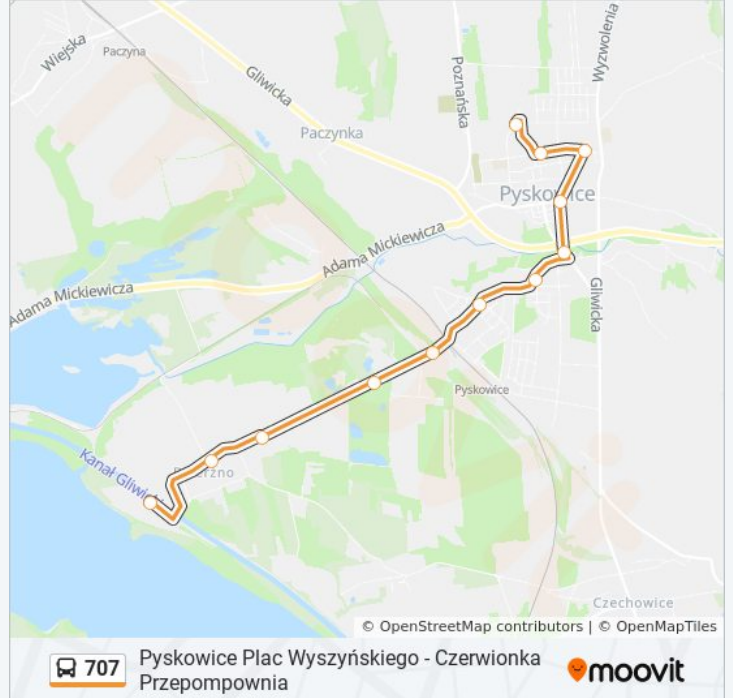 Wiejska
Paczyna
Gliwicka
Poznańska
Wyzwolenia
Paczynka
Pyskowice
Adama Mickiewicza
Adama Mickiewicza
Gliwicka
Pyskowice
Kanał Gliwicki
Czechowice
© OpenStreetMap contributors | © OpenMapTiles
707
Pyskowice Plac Wyszyńskiego - Czerwionka
Przepompownia
moovit